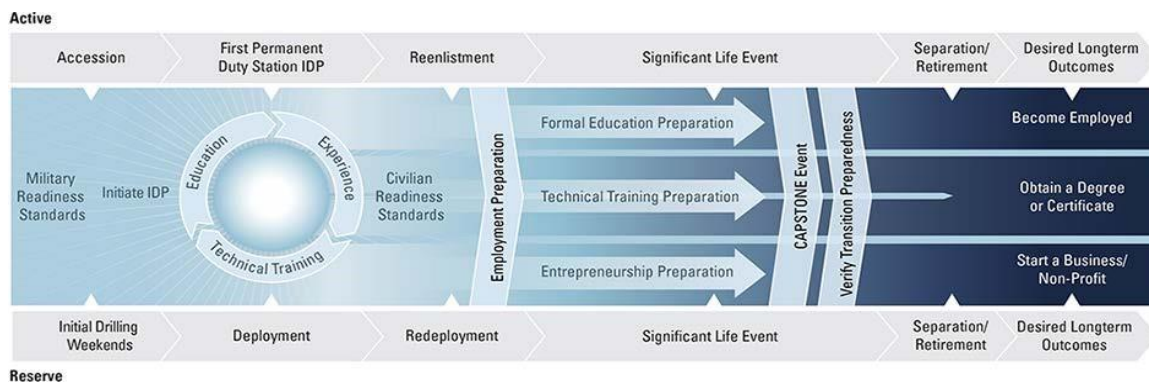 Active
Accession
First Permanent
Duty Station IDP
Reenlistment
Significant Life Event
Separation/
Retirement
Desired Longterm
Outcomes
Military
Readiness
Standards
Initiate IDP
Education
Experience
Technical Training
Civilian
Readiness
Standards
Employment Preparation
Formal Education Preparation
Technical Training Preparation
Entrepreneurship Preparation
CAPSTONE Event
Verify Transition Preparedness
Become Employed
Obtain a Degree
or Certificate
Start a Business/
Non-Profit
Initial Drilling
Weekends
Deployment
Redeployment
Significant Life Event
Separation/
Retirement
Desired Longterm
Outcomes
Reserve